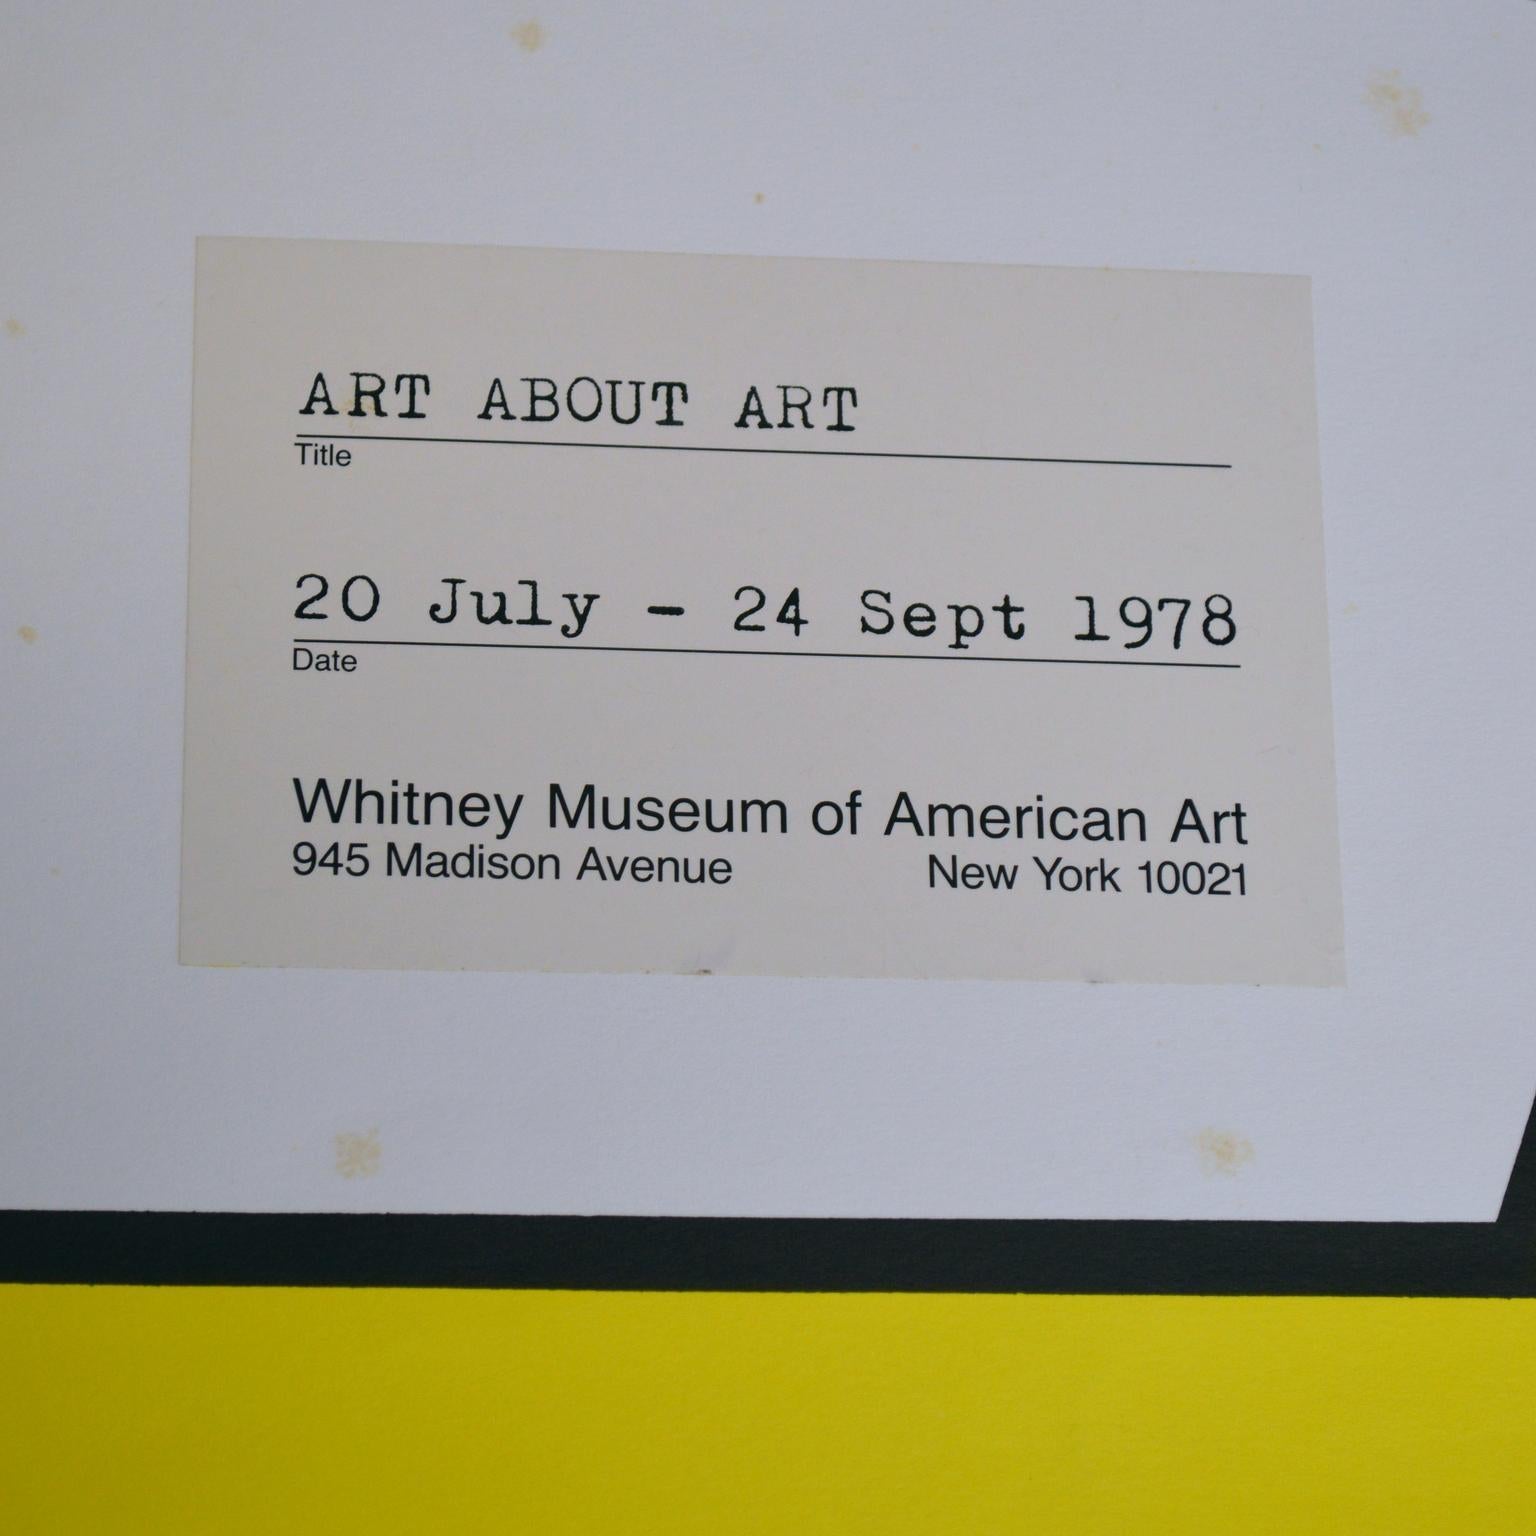 ART ABOUT ART
Title
20 July - 24 Sept 1978
Date
Whitney Museum of American Art
945 Madison Avenue New York 10021